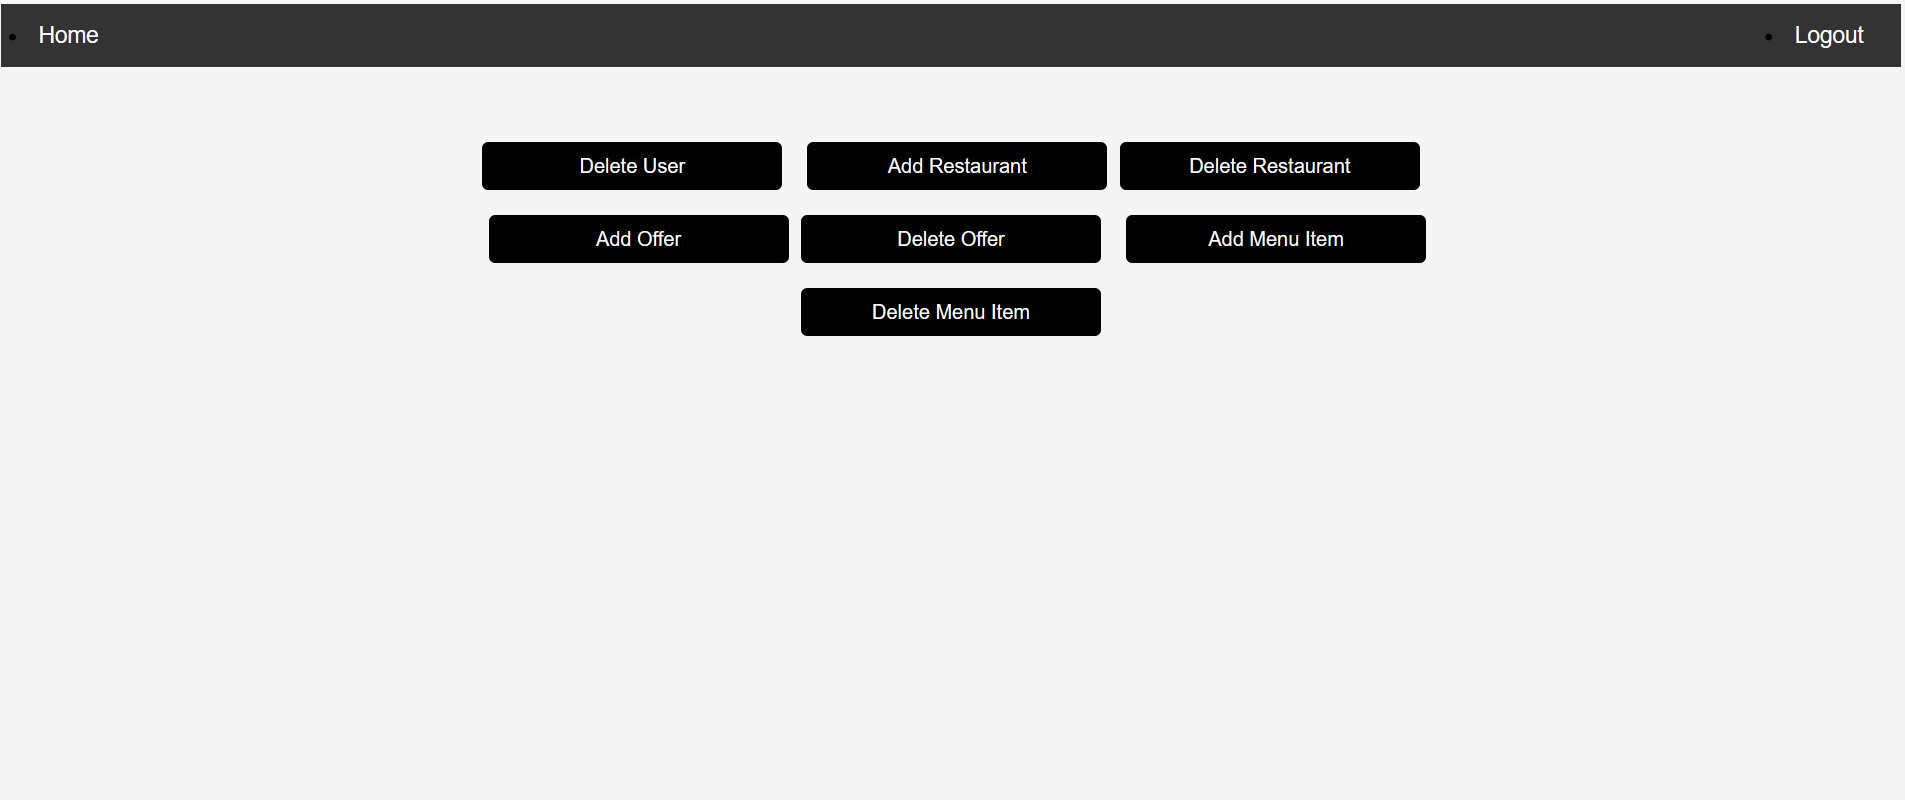 Home Logout
Delete User Add Restaurant Delete Restaurant
Add Offer Delete Offer Add Menu Item
Delete Menu Item